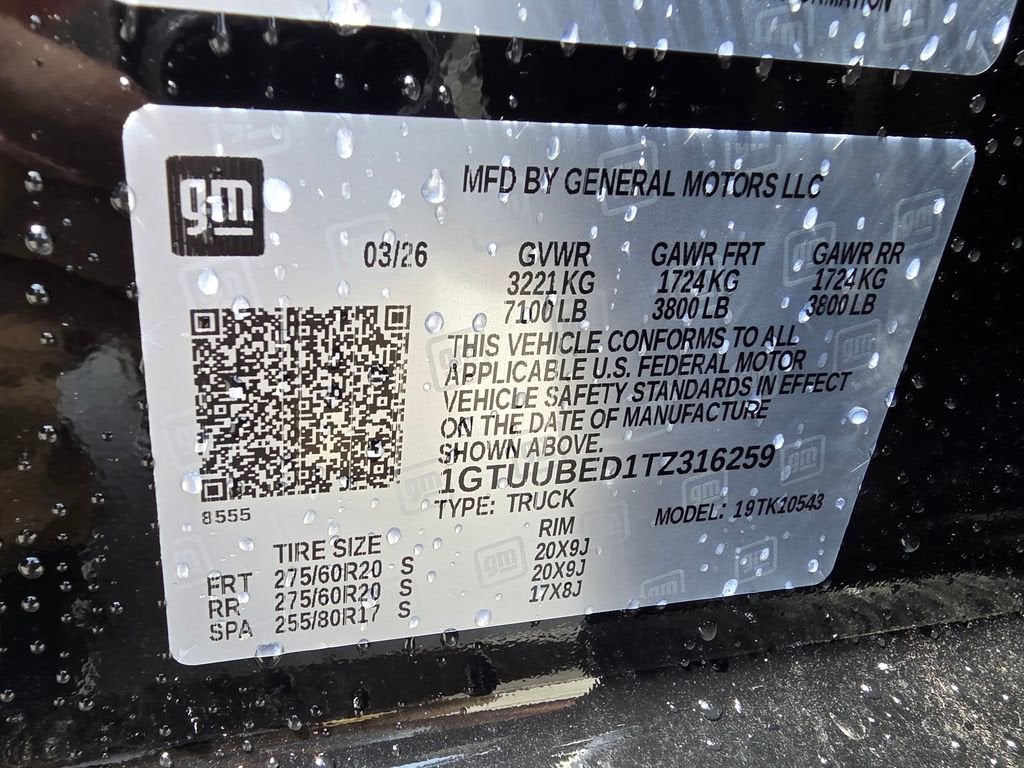 ORMATION
gm
MFD BY GENERAL MOTORS LLC
03/26 GVWR GAWR FRT GAWR RR
3221 KG 1724 KG 1724 KG
7100 LB 3800 LB 3800 LB
THIS VEHICLE CONFORMS TO ALL
APPLICABLE U.S. FEDERAL MOTOR
VEHICLE SAFETY STANDARDS IN EFFECT
ON THE DATE OF MANUFACTURE
SHOWN ABOVE.
1GTUUBED1TZ316259
TYPE: TRUCK MODEL: 19TK10543
8555
TIRE SIZE RIM
FRT 275/60R20 S 20X9J
RR 275/60R20 S 20X9J
SPA 255/80R17 S 17X8J